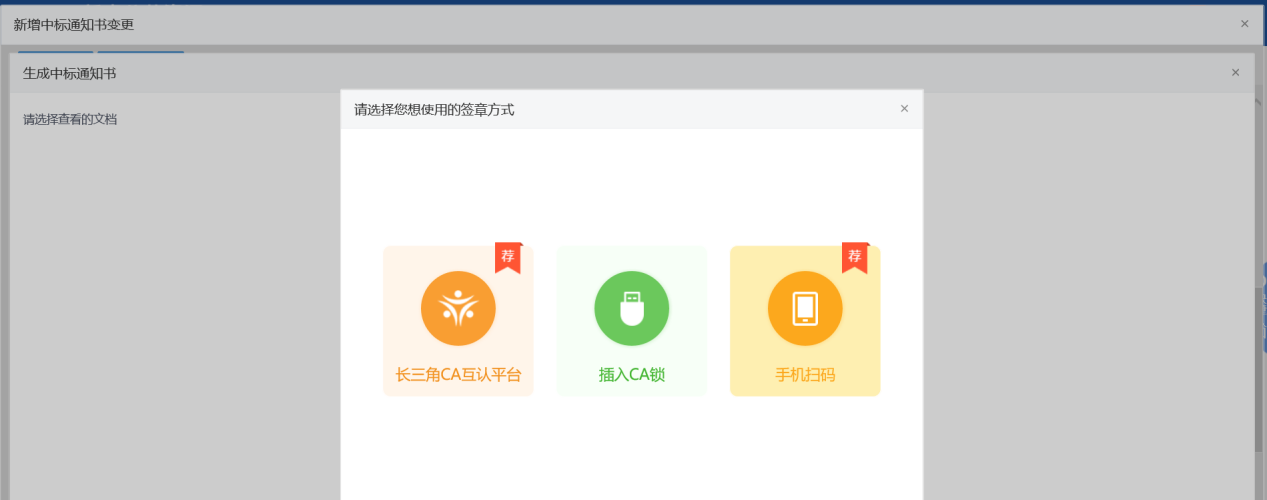 新增中标通知书变更
生成中标通知书
请选择查看的文档
请选择您想使用的签章方式
荐
荐
长三角CA互认平台
插入CA锁
手机扫码